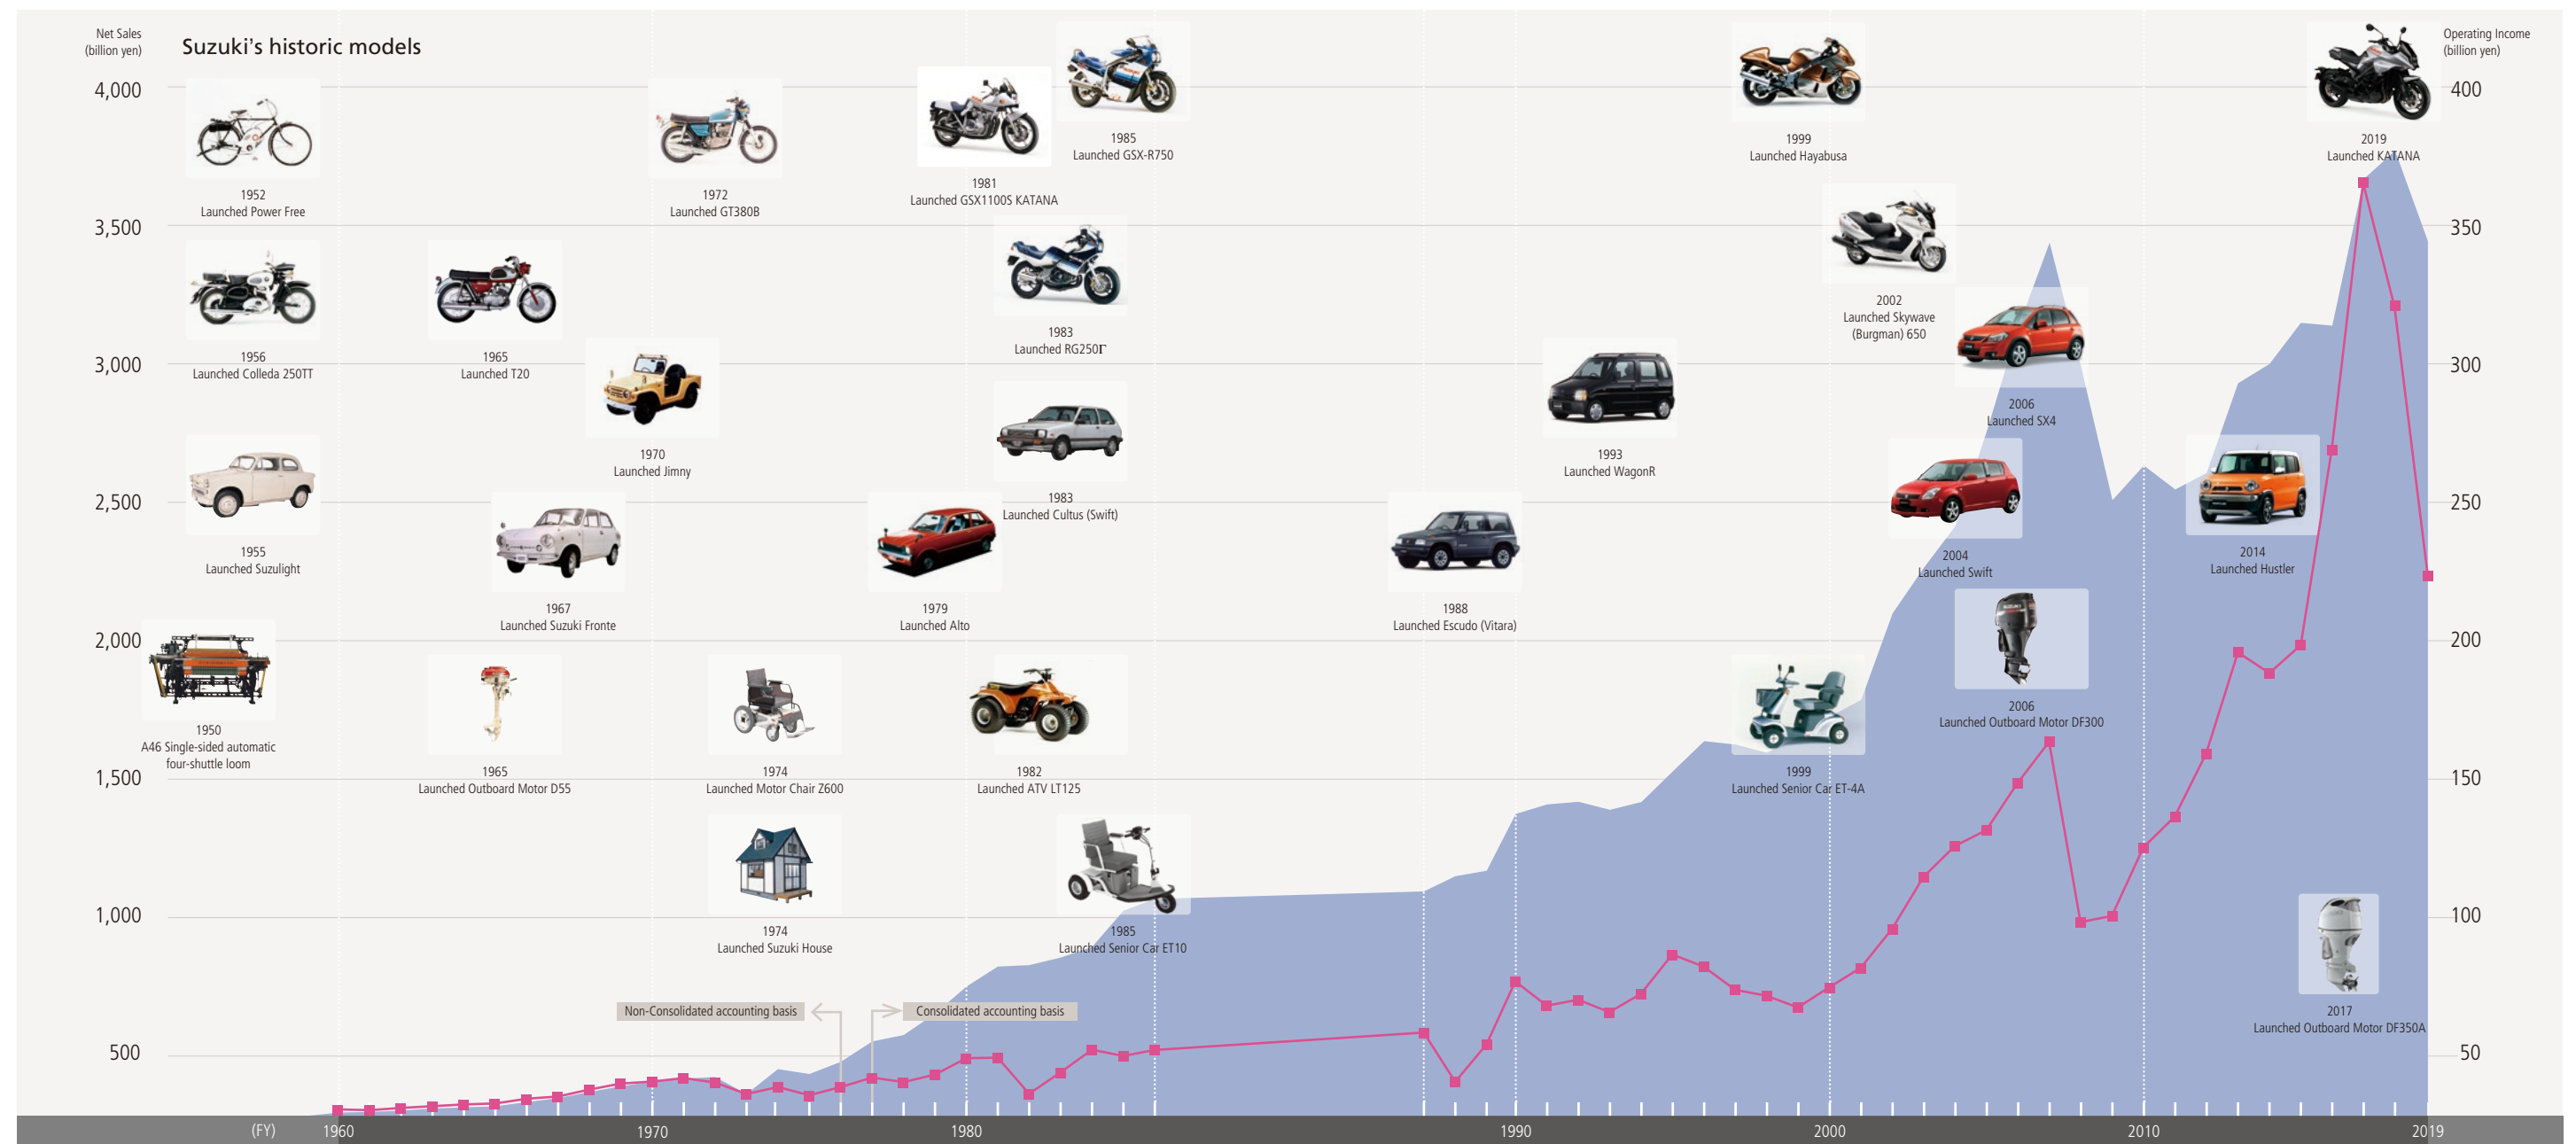 Net Sales
(billion yen)
Suzuki's historic models
Operating Income
(billion yen)
4,000
3,500
3,000
2,500
2,000
1,500
1,000
500
400
350
300
250
200
150
100
50
1952
Launched Power Free
1972
Launched GT380B
1981
Launched GSX1100S KATANA
1985
Launched GSX-R750
1999
Launched Hayabusa
2019
Launched KATANA
1956
Launched Colleda 250TT
1965
Launched T20
1983
Launched RG250Γ
2002
Launched Skywave
(Burgman) 650
1970
Launched Jimny
1993
Launched WagonR
2006
Launched SX4
1955
Launched Suzulight
1967
Launched Suzuki Fronte
1979
Launched Alto
1983
Launched Cultus (Swift)
1988
Launched Escudo (Vitara)
2004
Launched Swift
2014
Launched Hustler
1950
A46 Single-sided automatic
four-shuttle loom
1965
Launched Outboard Motor D55
1974
Launched Motor Chair Z600
1982
Launched ATV LT125
1999
Launched Senior Car ET-4A
2006
Launched Outboard Motor DF300
1974
Launched Suzuki House
1985
Launched Senior Car ET10
2017
Launched Outboard Motor DF350A
Non-Consolidated accounting basis
Consolidated accounting basis
(FY)
1960
1970
1980
1990
2000
2010
2019